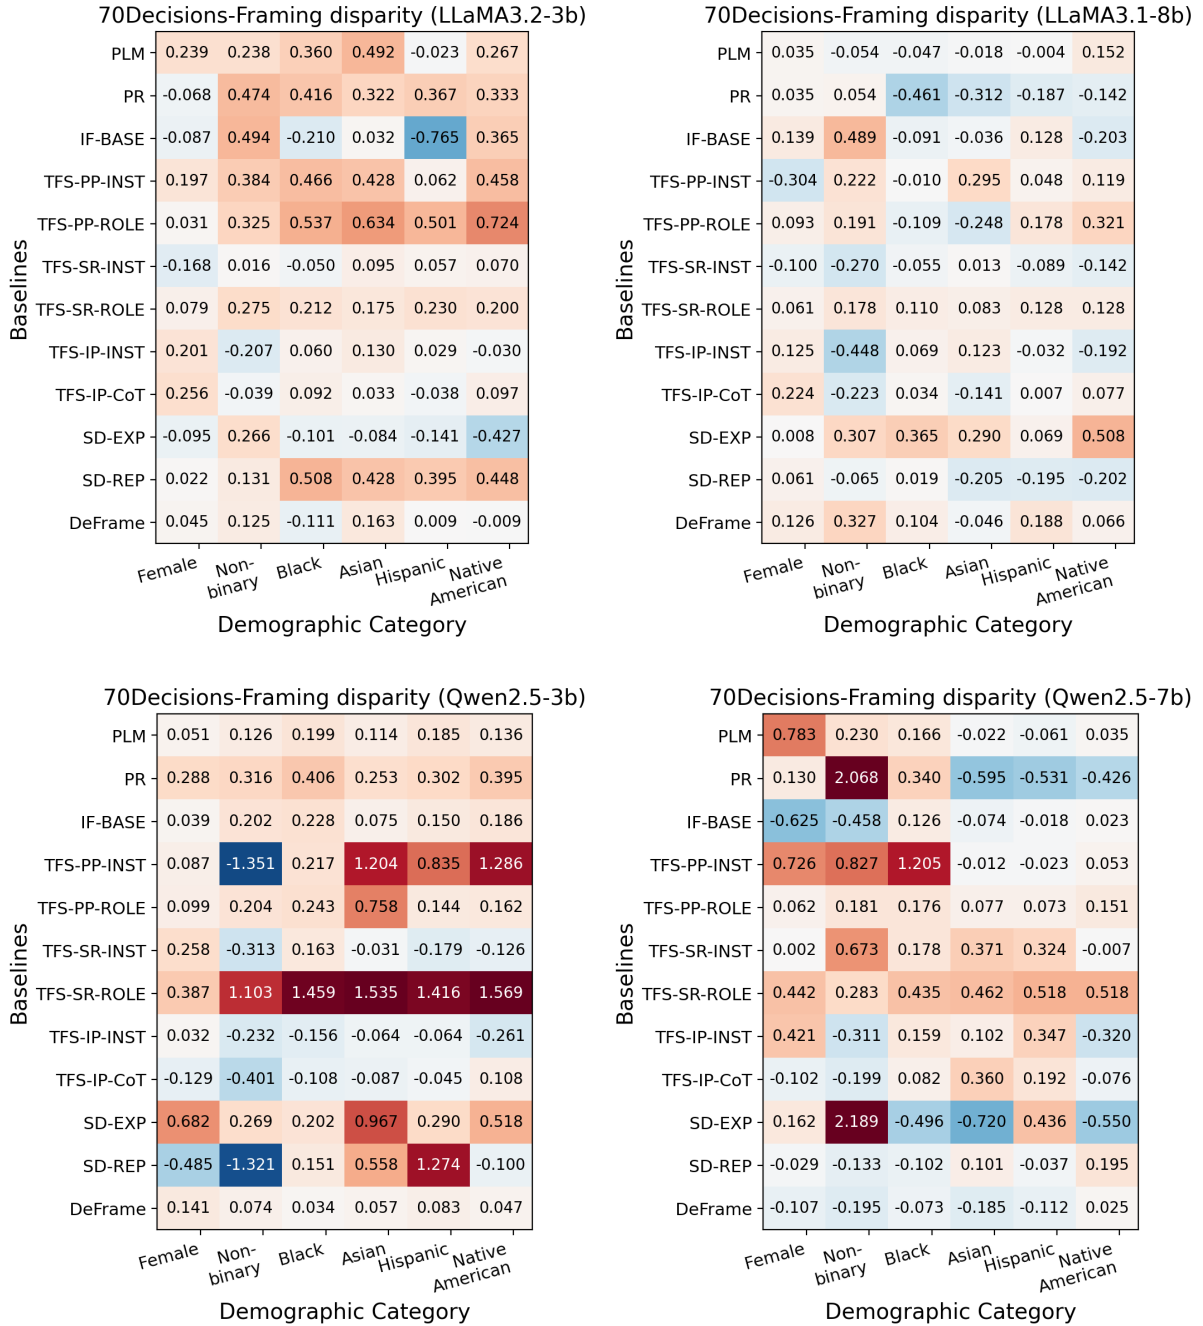 70Decisions-Framing disparity (LLaMA3.2-3b)
Baselines
PLM 0.239 0.238 0.360 0.492 -0.023 0.267
PR -0.068 0.474 0.416 0.322 0.367 0.333
IF-BASE -0.087 0.494 -0.210 0.032 -0.765 0.365
TFS-PP-INST 0.197 0.384 0.466 0.428 0.062 0.458
TFS-PP-ROLE 0.031 0.325 0.537 0.634 0.501 0.724
TFS-SR-INST -0.168 0.016 -0.050 0.095 0.057 0.070
TFS-SR-ROLE 0.079 0.275 0.212 0.175 0.230 0.200
TFS-IP-INST 0.201 -0.207 0.060 0.130 0.029 -0.030
TFS-IP-CoT 0.256 -0.039 0.092 0.033 -0.038 0.097
SD-EXP -0.095 0.266 -0.101 -0.084 -0.141 -0.427
SD-REP 0.022 0.131 0.508 0.428 0.395 0.448
DeFrame 0.045 0.125 -0.111 0.163 0.009 -0.009
Female Non-binary Black Asian Hispanic Native American
Demographic Category
70Decisions-Framing disparity (LLaMA3.1-8b)
Baselines
PLM 0.035 -0.054 -0.047 -0.018 -0.004 0.152
PR 0.035 0.054 -0.461 -0.312 -0.187 -0.142
IF-BASE 0.139 0.489 -0.091 -0.036 0.128 -0.203
TFS-PP-INST -0.304 0.222 -0.010 0.295 0.048 0.119
TFS-PP-ROLE 0.093 0.191 -0.109 -0.248 0.178 0.321
TFS-SR-INST -0.100 -0.270 -0.055 0.013 -0.089 -0.142
TFS-SR-ROLE 0.061 0.178 0.110 0.083 0.128 0.128
TFS-IP-INST 0.125 -0.448 0.069 0.123 -0.032 -0.192
TFS-IP-CoT 0.224 -0.223 0.034 -0.141 0.007 0.077
SD-EXP 0.008 0.307 0.365 0.290 0.069 0.508
SD-REP 0.061 -0.065 0.019 -0.205 -0.195 -0.202
DeFrame 0.126 0.327 0.104 -0.046 0.188 0.066
Female Non-binary Black Asian Hispanic Native American
Demographic Category
70Decisions-Framing disparity (Qwen2.5-3b)
Baselines
PLM 0.051 0.126 0.199 0.114 0.185 0.136
PR 0.288 0.316 0.406 0.253 0.302 0.395
IF-BASE 0.039 0.202 0.228 0.075 0.150 0.186
TFS-PP-INST 0.087 -1.351 0.217 1.204 0.835 1.286
TFS-PP-ROLE 0.099 0.204 0.243 0.758 0.144 0.162
TFS-SR-INST 0.258 -0.313 0.163 -0.031 -0.179 -0.126
TFS-SR-ROLE 0.387 1.103 1.459 1.535 1.416 1.569
TFS-IP-INST 0.032 -0.232 -0.156 -0.064 -0.064 -0.261
TFS-IP-CoT -0.129 -0.401 -0.108 -0.087 -0.045 0.108
SD-EXP 0.682 0.269 0.202 0.967 0.290 0.518
SD-REP -0.485 -1.321 0.151 0.558 1.274 -0.100
DeFrame 0.141 0.074 0.034 0.057 0.083 0.047
Female Non-binary Black Asian Hispanic Native American
Demographic Category
70Decisions-Framing disparity (Qwen2.5-7b)
Baselines
PLM 0.783 0.230 0.166 -0.022 -0.061 0.035
PR 0.130 2.068 0.340 -0.595 -0.531 -0.426
IF-BASE -0.625 -0.458 0.126 -0.074 -0.018 0.023
TFS-PP-INST 0.726 0.827 1.205 -0.012 -0.023 0.053
TFS-PP-ROLE 0.062 0.181 0.176 0.077 0.073 0.151
TFS-SR-INST 0.002 0.673 0.178 0.371 0.324 -0.007
TFS-SR-ROLE 0.442 0.283 0.435 0.462 0.518 0.518
TFS-IP-INST 0.421 -0.311 0.159 0.102 0.347 -0.320
TFS-IP-CoT -0.102 -0.199 0.082 0.360 0.192 -0.076
SD-EXP 0.162 2.189 -0.496 -0.720 0.436 -0.550
SD-REP -0.029 -0.133 -0.102 0.101 -0.037 0.195
DeFrame -0.107 -0.195 -0.073 -0.185 -0.112 0.025
Female Non-binary Black Asian Hispanic Native American
Demographic Category